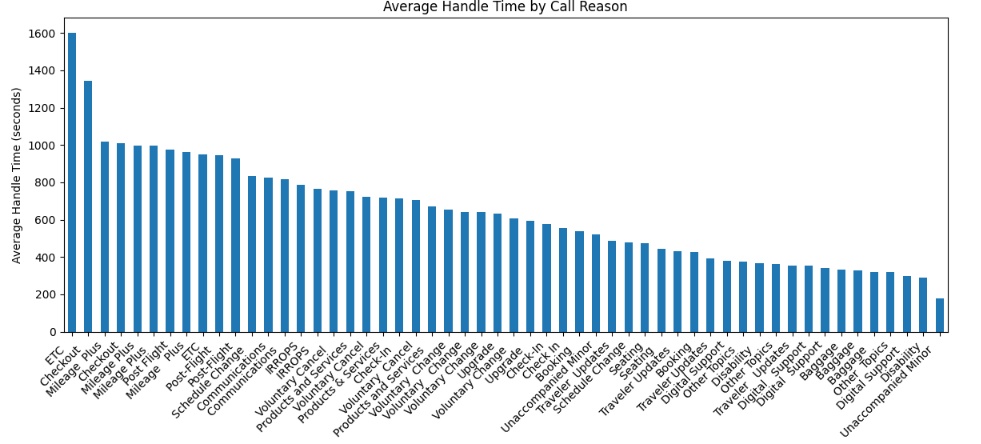 Average Handle Time by Call Reason
Average Handle Time (seconds)
1600
1400
1200
1000
800
600
400
200
0
ETC
Checkout
Mileage Plus
Checkout
Mileage Plus
Mileage Plus
Post Flight
Mileage  Plus
ETC
Post-Flight
Post-Flight
Schedule Change
Communications
Communications
IRROPS
IRROPS
Voluntary Cancel
Products and Services
Voluntary Cancel
Products & Services
Check-In
Voluntary  Cancel
Products and Services
Voluntary Change
Voluntary  Change
Voluntary Change
Upgrade
Voluntary Change
Upgrade
Check-In
Check In
Booking
Unaccompanied Minor
Traveler Updates
Schedule Change
Seating
Seating
Traveler Updates
Booking
Traveler Updates
Digital Support
Other Topics
Disability
Other Topics
Traveler  Updates
Digital  Support
Digital  Support
Baggage
Baggage
Baggage
Other  Topics
Digital Support
Disability
Unaccompanied Minor